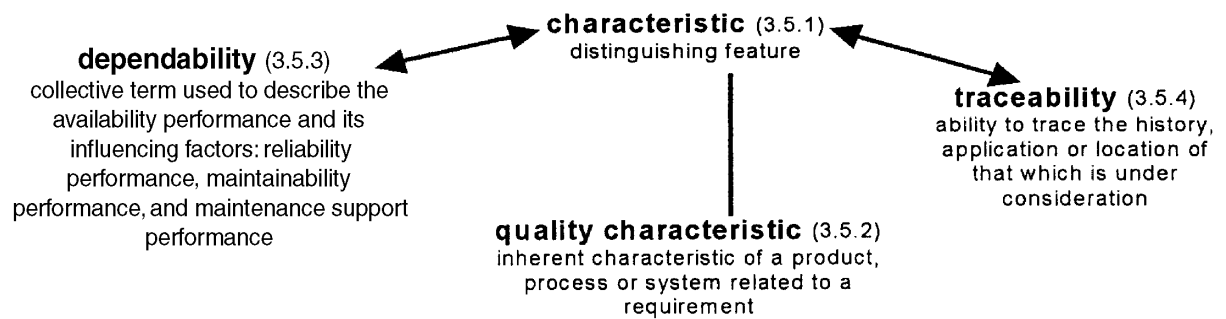 characteristic (3.5.1)
distinguishing feature
dependability (3.5.3)
collective term used to describe the
availability performance and its
influencing factors: reliability
performance, maintainability
performance, and maintenance support
performance
traceability (3.5.4)
ability to trace the history,
application or location of
that which is under
consideration
quality characteristic (3.5.2)
inherent characteristic of a product,
process or system related to a
requirement